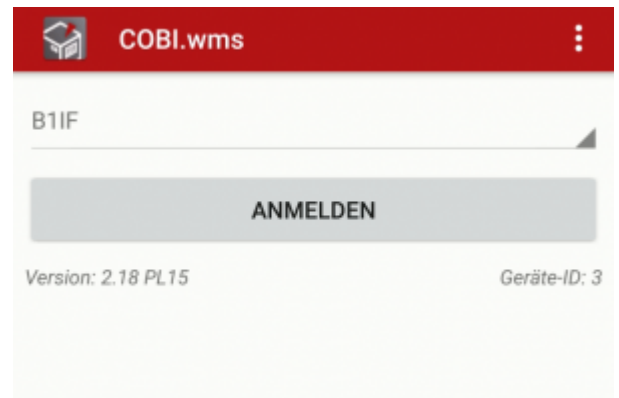 COBI.wms
B1IF
ANMELDEN
Version: 2.18 PL15
Geräte-ID: 3